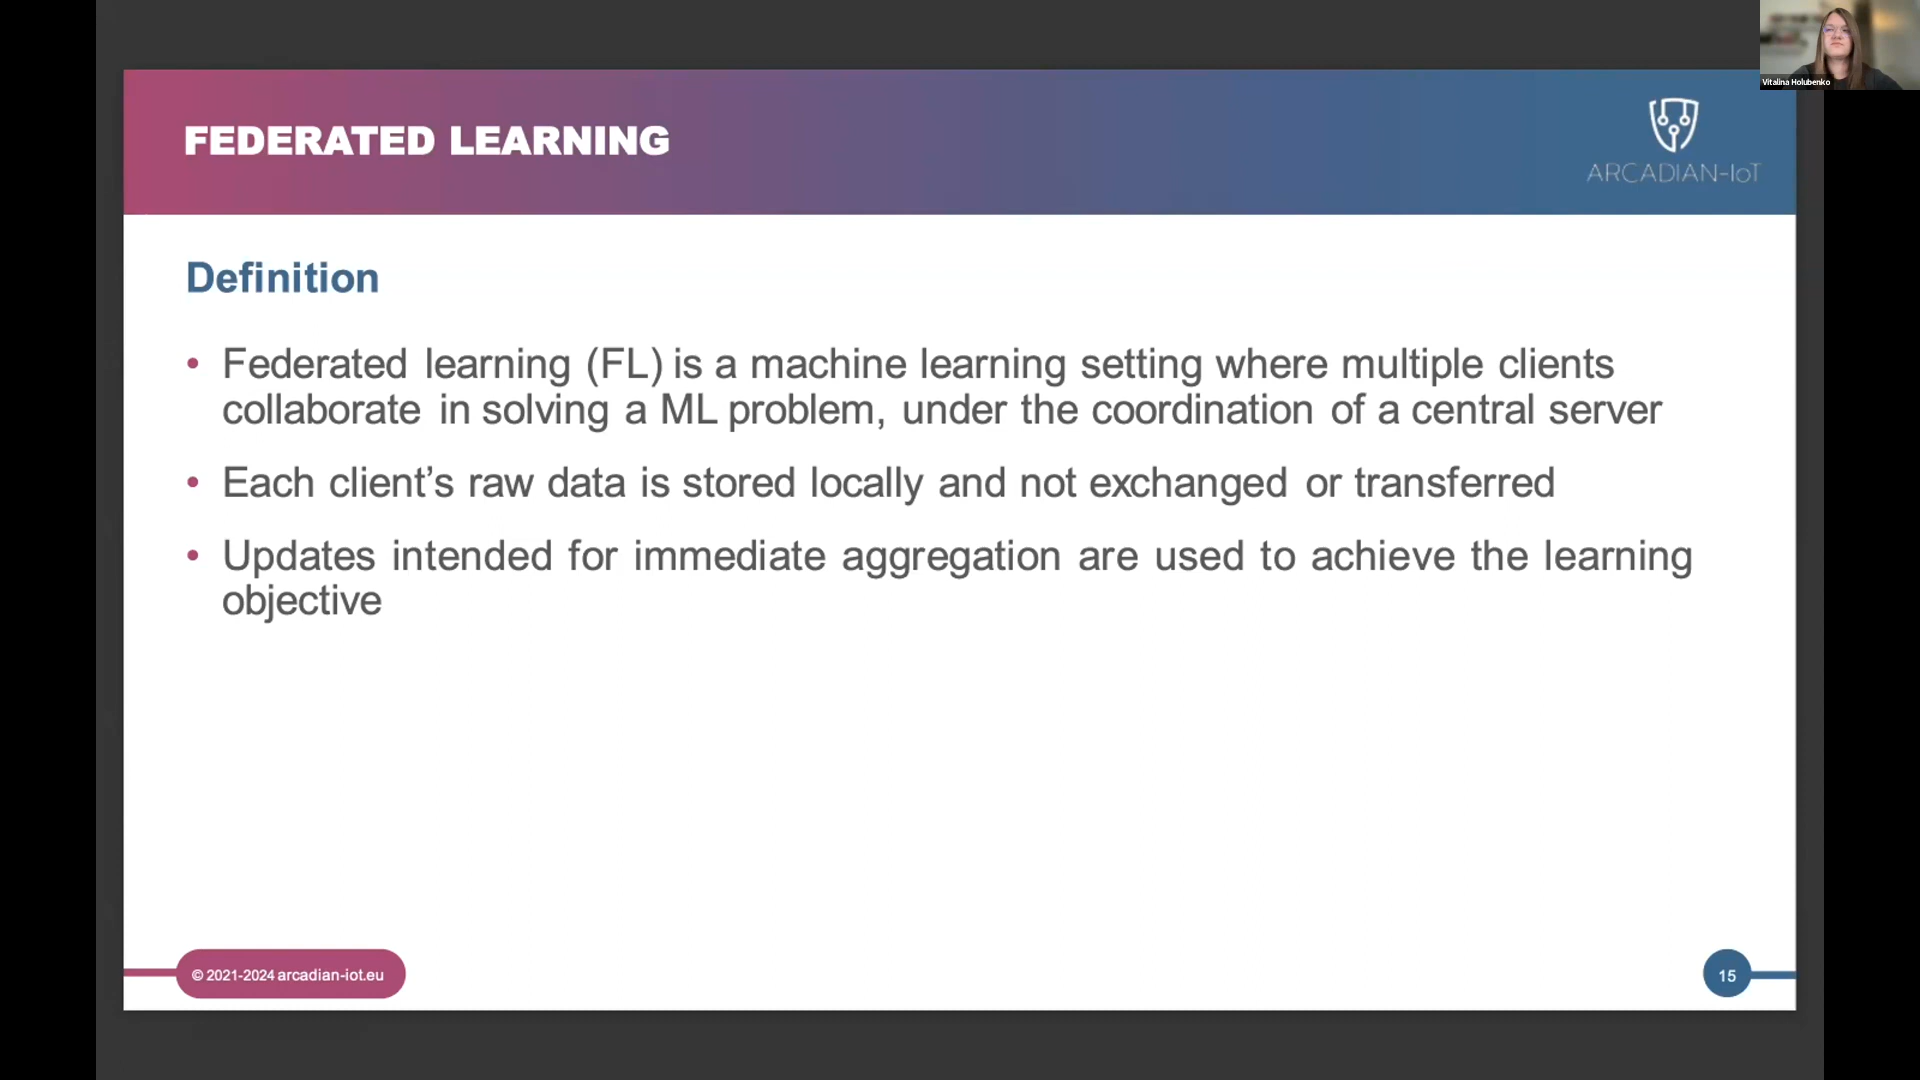 Vitalina Holubenko
FEDERATED LEARNING
ARCADIAN-IoT
Definition
• Federated learning (FL) is a machine learning setting where multiple clients
collaborate in solving a ML problem, under the coordination of a central server
• Each client’s raw data is stored locally and not exchanged or transferred
• Updates intended for immediate aggregation are used to achieve the learning
objective
© 2021-2024 arcadian-iot.eu
15